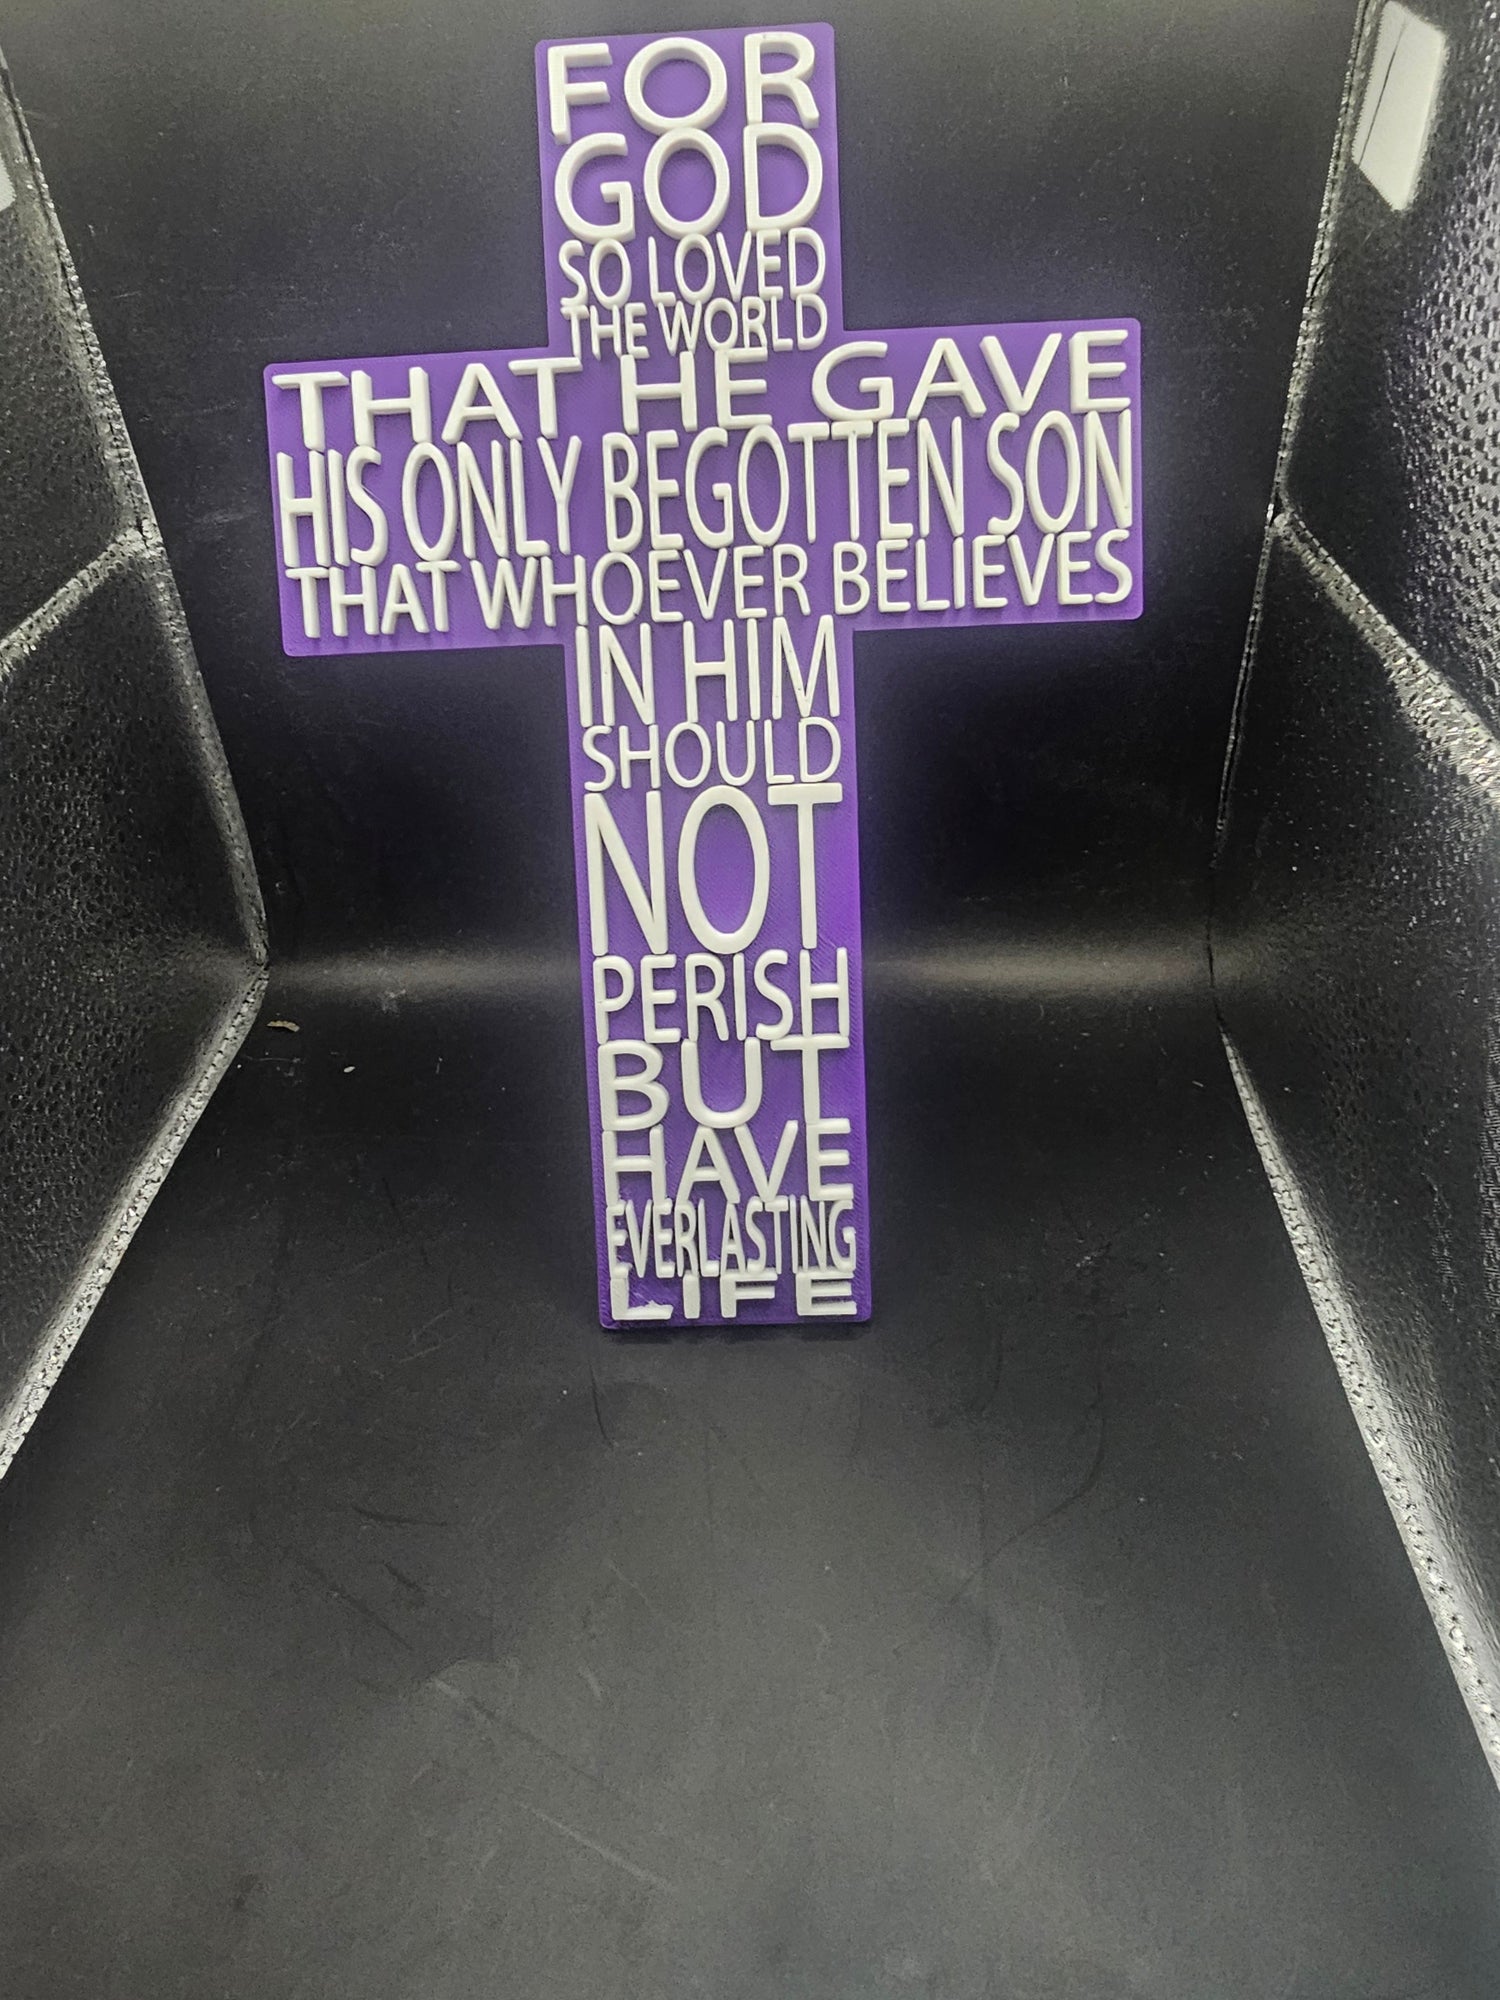 FOR
GOD
SO LOVED
THE WORLD
THAT HE GAVE
HIS ONLY BEGOTTEN SON
THAT WHOEVER BELIEVES
IN HIM
SHOULD
NOT
PERISH
BUT
HAVE
EVERLASTING
LIFE